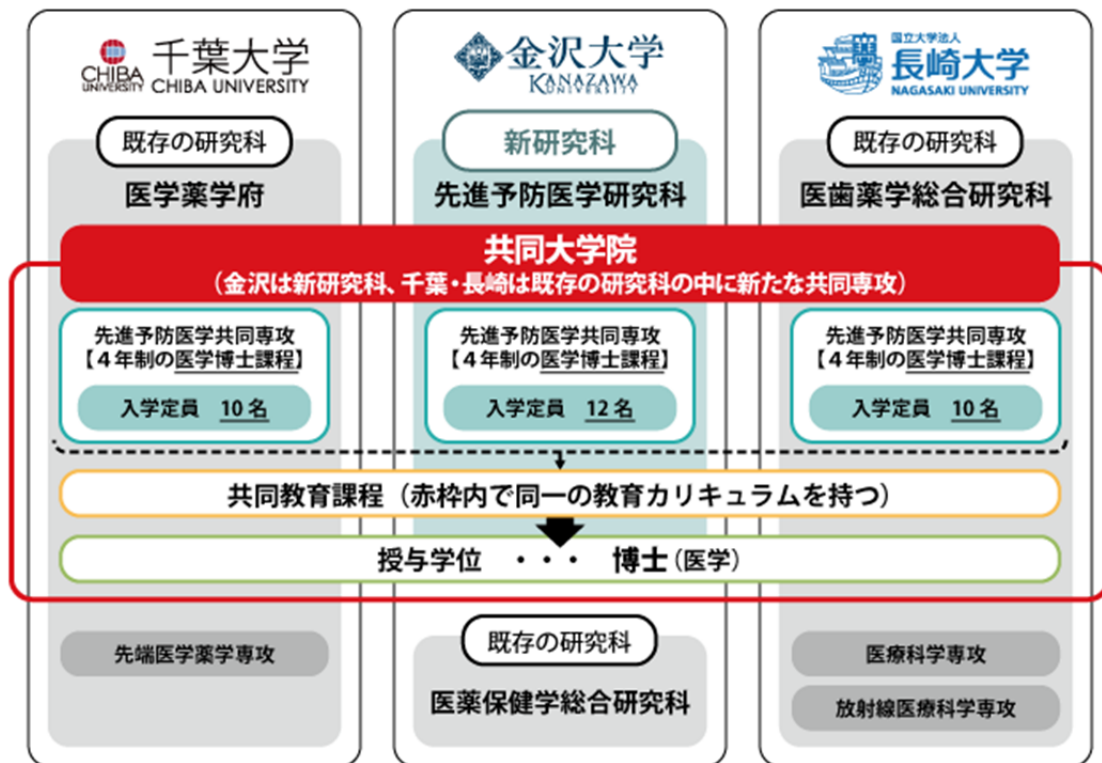 CHIBA
UNIVERSITY
千葉大学
CHIBA UNIVERSITY
金沢大学
KANAZAWA
UNIVERSITY
国立大学法人
長崎大学
NAGASAKI UNIVERSITY
既存の研究科
医学薬学府
新研究科
先進予防医学研究科
既存の研究科
医歯薬学総合研究科
共同大学院
(金沢は新研究科、千葉・長崎は既存の研究科の中に新たな共同専攻)
先進予防医学共同専攻
【4年制の医学博士課程】
入学定員 10名
先進予防医学共同専攻
【4年制の医学博士課程】
入学定員 12名
先進予防医学共同専攻
【4年制の医学博士課程】
入学定員 10名
共同教育課程(赤枠内で同一の教育カリキュラムを持つ)
授与学位 ・・・ 博士(医学)
先端医学薬学専攻
既存の研究科
医薬保健学総合研究科
医療科学専攻
放射線医療科学専攻